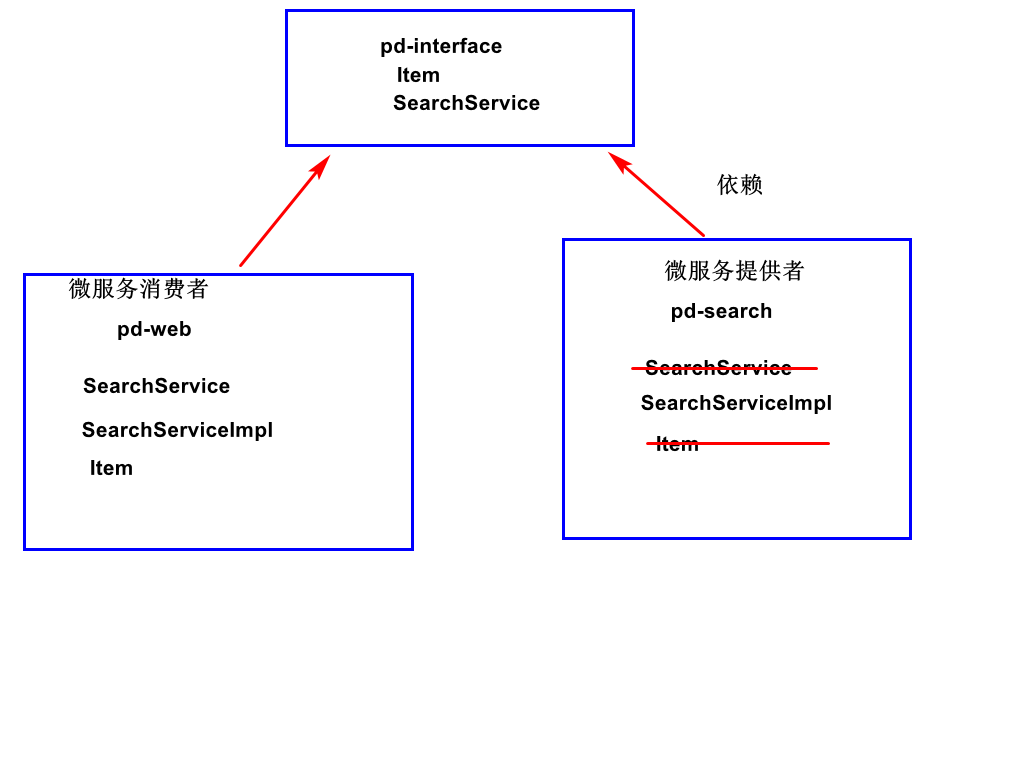 pd-interface
Item
SearchService
依赖
微服务消费者
pd-web
SearchService
SearchServiceImpl
Item
微服务提供者
pd-search
SearchService
SearchServiceImpl
Item